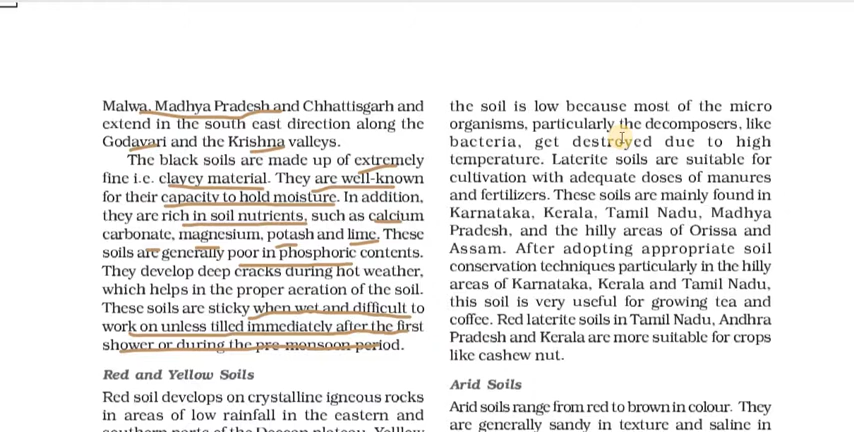 Malwa, Madhya Pradesh and Chhattisgarh and
extend in the south east direction along the
Godavari and the Krishna valleys.
The black soils are made up of extremely
fine i.e. clayey material. They are well-known
for their capacity to hold moisture. In addition,
they are rich in soil nutrients, such as calcium
carbonate, magnesium, potash and lime. These
soils are generally poor in phosphoric contents.
They develop deep cracks during hot weather,
which helps in the proper aeration of the soil.
These soils are sticky when wet and difficult to
work on unless tilled immediately after the first
shower or during the pre-monsoon period.
Red and Yellow Soils
Red soil develops on crystalline igneous rocks
in areas of low rainfall in the eastern and
southern parts of the Deccan plateau. Yelllow
the soil is low because most of the micro
organisms, particularly the decomposers, like
bacteria, get destroyed due to high
temperature. Laterite soils are suitable for
cultivation with adequate doses of manures
and fertilizers. These soils are mainly found in
Karnataka, Kerala, Tamil Nadu, Madhya
Pradesh, and the hilly areas of Orissa and
Assam. After adopting appropriate soil
conservation techniques particularly in the hilly
areas of Karnataka, Kerala and Tamil Nadu,
this soil is very useful for growing tea and
coffee. Red laterite soils in Tamil Nadu, Andhra
Pradesh and Kerala are more suitable for crops
like cashew nut.
Arid Soils
Arid soils range from red to brown in colour. They
are generally sandy in texture and saline in